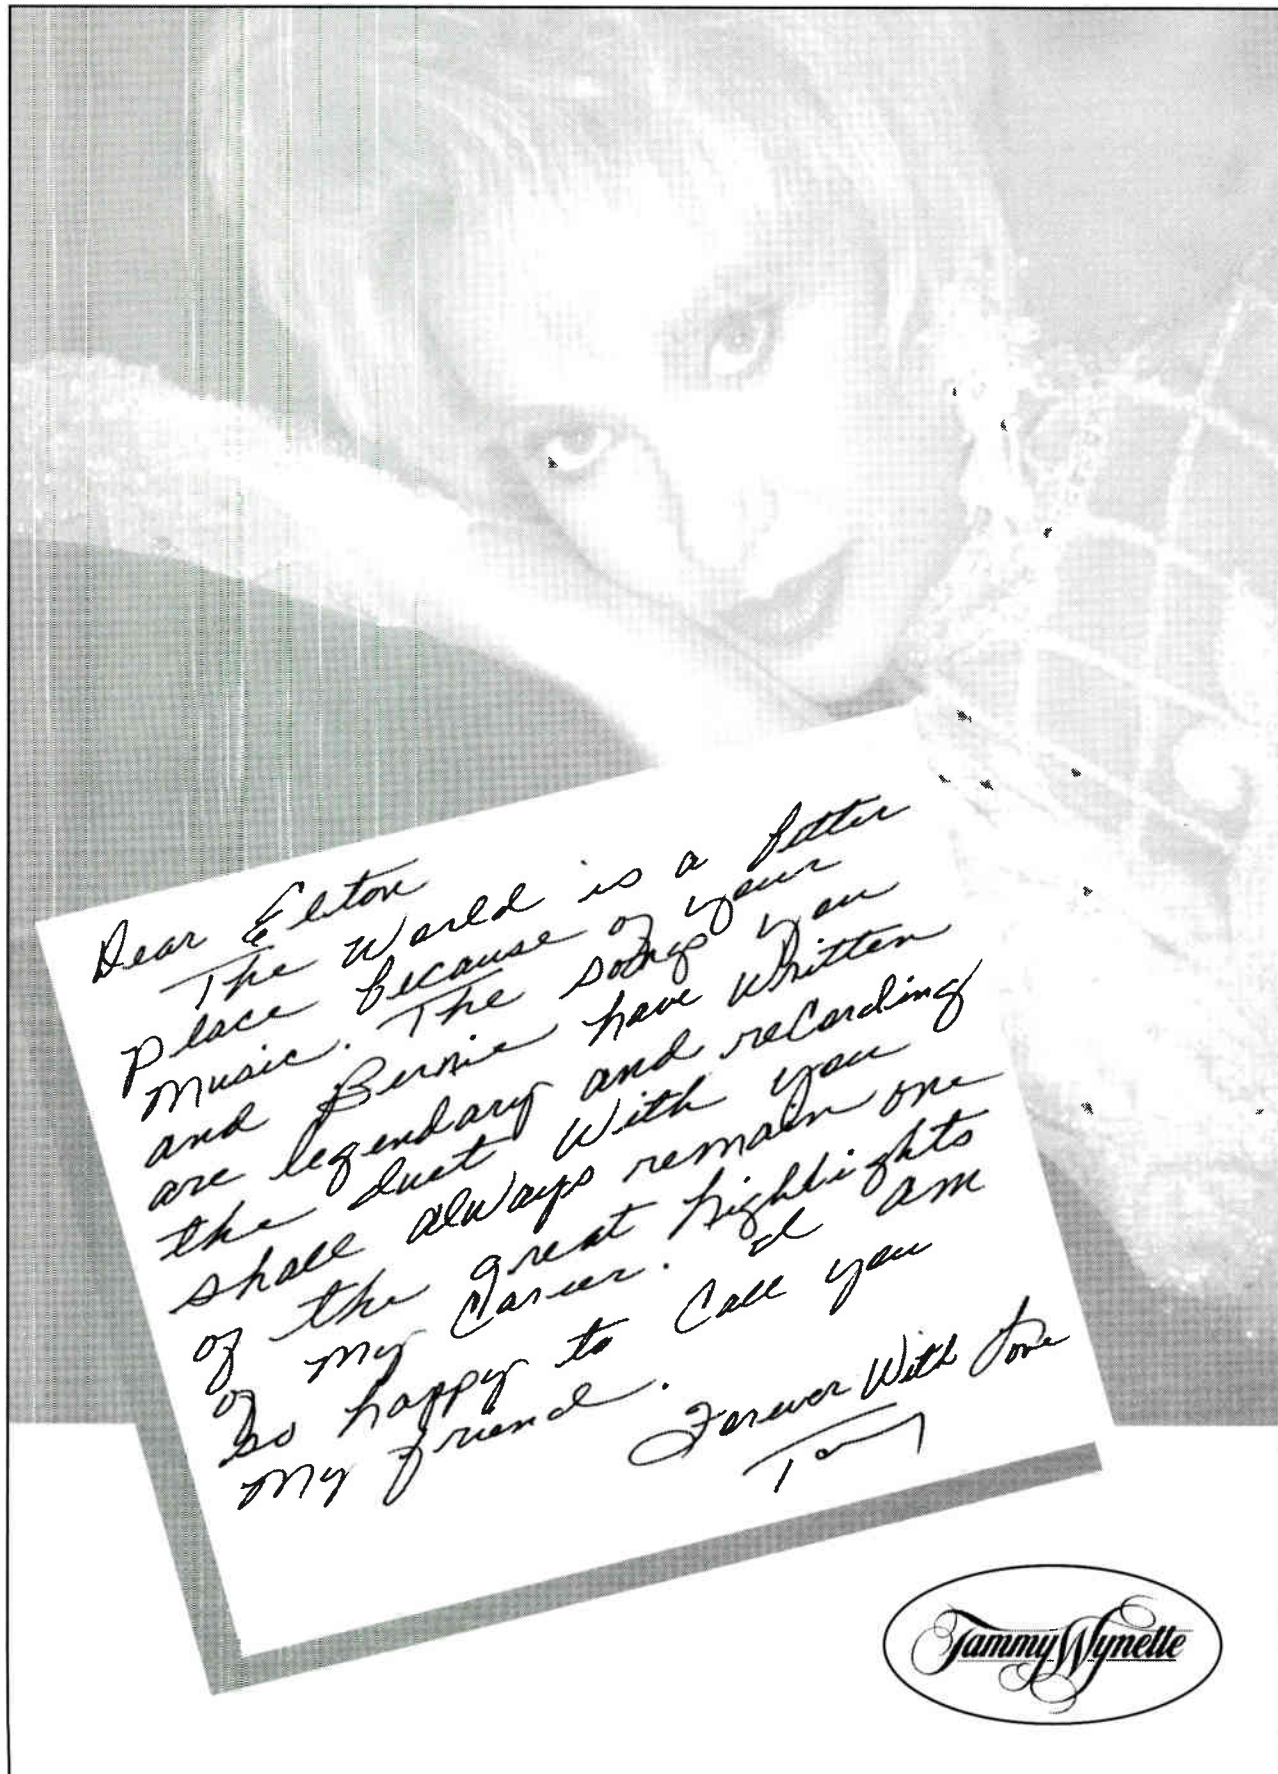 Dear Elton
The World is a better
place because of your
music. The songs you
and Bernie have written
are legendary and recording
the duet with you
shall always remain one
of the great highlights
of my Career. I am
so happy to Call you
my friend.
Forever With Love
Tammy
Tammy Wynette